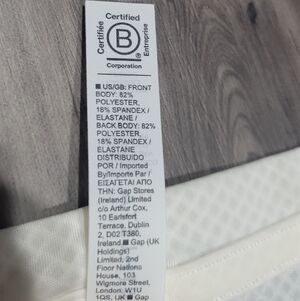 Certified
Certifiée
B
Entreprise
Corporation
■ US/GB: FRONT
BODY: 82%
POLYESTER,
18% SPANDEX /
ELASTANE /
BACK BODY: 82%
POLYESTER,
18% SPANDEX /
ELASTANE
DISTRIBUIDO
POR / Imported
By/Importe Par /
ΕΙΣΑΓΕΤΑΙ ΑΠΟ
ΤΗΝ: Gap Stores
(Ireland) Limited
c/o Arthur Cox,
10 Earlsfort
Terrace, Dublin
2, D02 T380,
Ireland ■ Gap (UK
Holdings)
Limited, 2nd
Floor Nations
House, 103
Wigmore Street,
London, W1U
1QS, UK ■ Gap